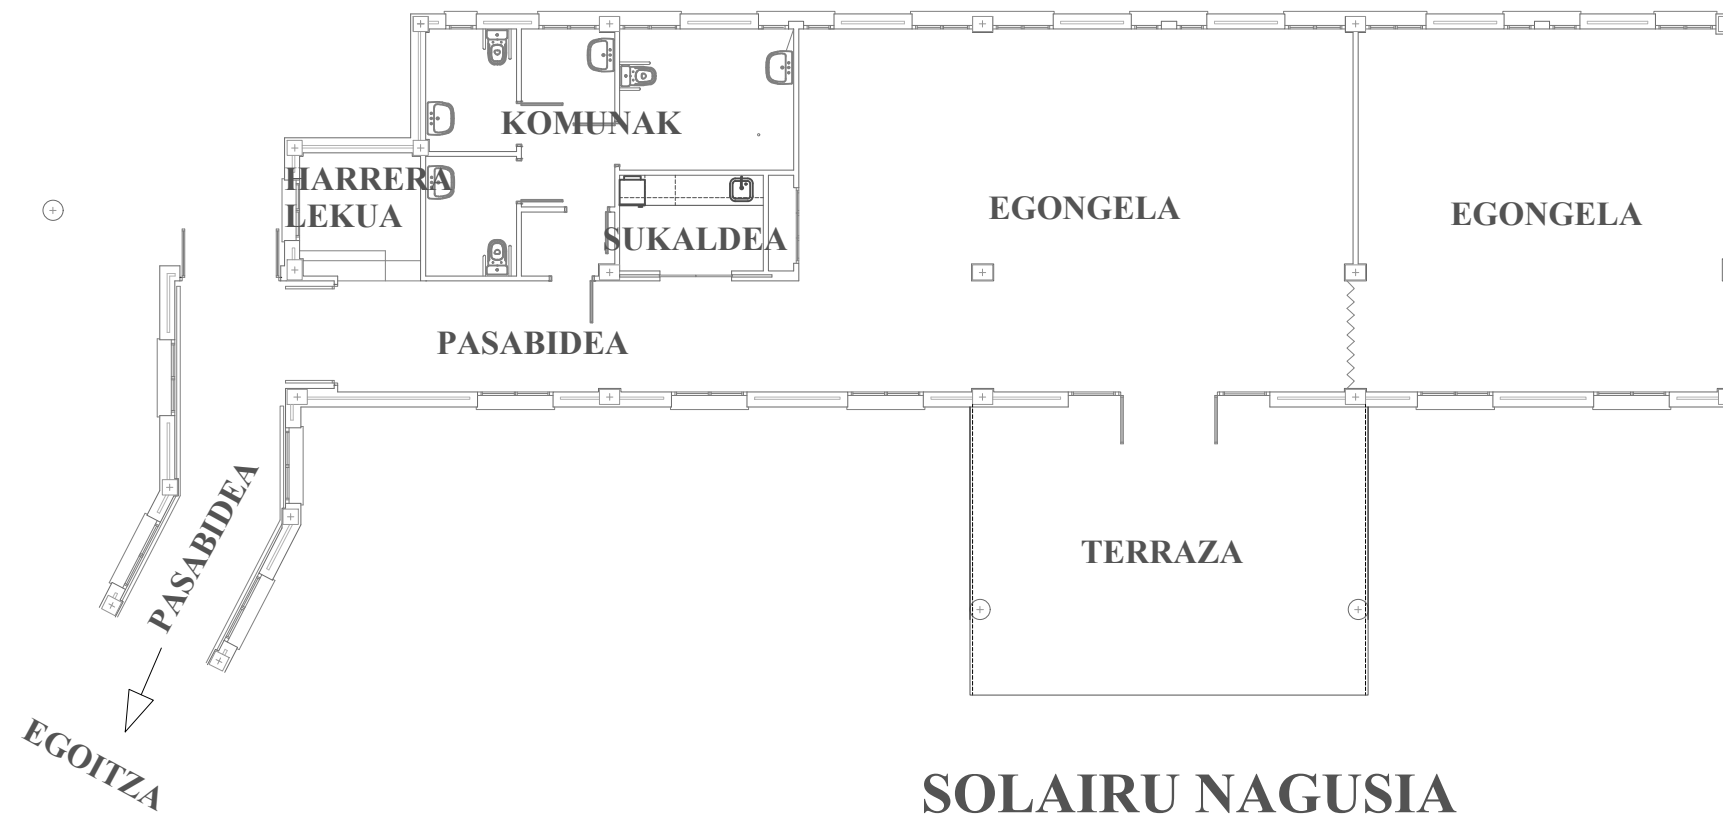 KOMUNAK
HARRERA
LEKUA
SUKALDEA
EGONGELA
EGONGELA
PASABIDEA
PASABIDEA
TERRAZA
EGOITZA
SOLAIRU NAGUSIA